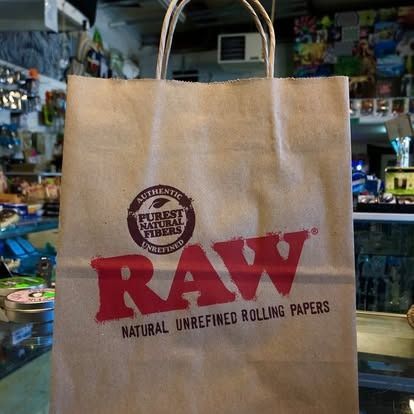 AUTHENTIC
PUREST
NATURAL
FIBERS
UNREFINED
RAW®
NATURAL UNREFINED ROLLING PAPERS